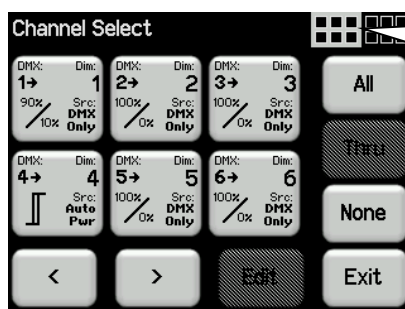 Channel Select
DMX: Dim: DMX: Dim: DMX: Dim:
1→ 1 2→ 2 3→ 3
All
90% Src: 100% Src: 100% Src:
DMX DMX DMX
10% Only 0% Only 0% Only
Thru
DMX: Dim: DMX: Dim: DMX: Dim:
4→ 4 5→ 5 6→ 6
Src: 100% Src: 100% Src:
Auto DMX DMX
Pwr 0% Only 0% Only
None
< > Edit Exit